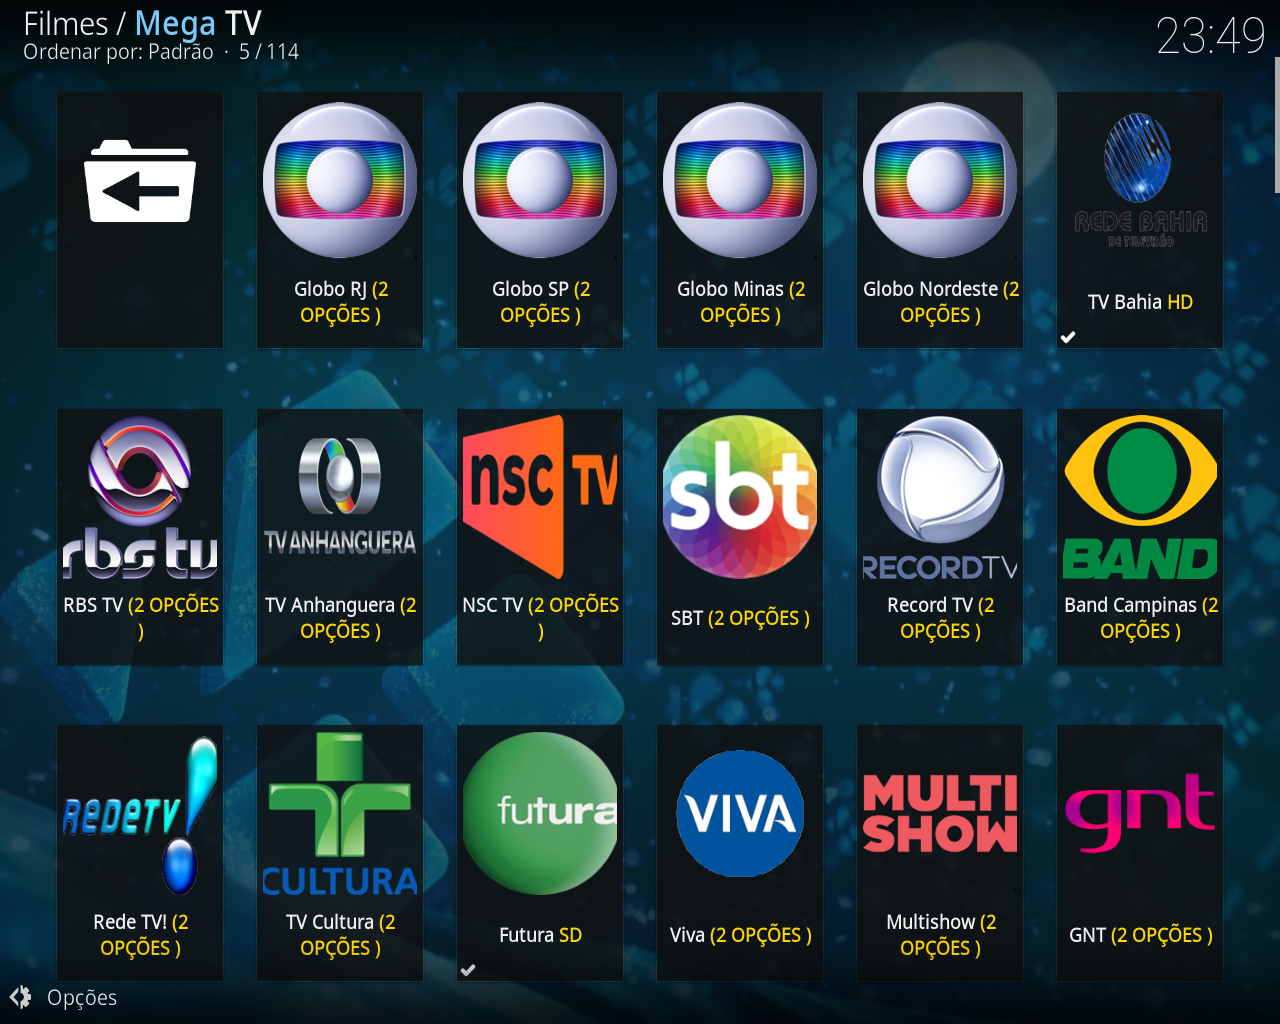 Filmes / Mega TV
Ordenar por: Padrão · 5 / 114
23:49
Globo RJ (2
OPÇÕES )
Globo SP (2
OPÇÕES )
Globo Minas (2
OPÇÕES )
Globo Nordeste (2
OPÇÕES )
REDE BAHIA
DE TELEVISÃO
TV Bahia HD
rbs tv
RBS TV (2 OPÇÕES
)
TV ANHANGUERA
TV Anhanguera (2
OPÇÕES )
nsc TV
NSC TV (2 OPÇÕES
)
sbt
SBT (2 OPÇÕES )
RECORDTV
Record TV (2
OPÇÕES )
BAND
Band Campinas (2
OPÇÕES )
REDETV!
Rede TV! (2
OPÇÕES )
CULTURA
TV Cultura (2
OPÇÕES )
futura
Futura SD
VIVA
Viva (2 OPÇÕES )
MULTI
SHOW
Multishow (2
OPÇÕES )
gnt
GNT (2 OPÇÕES )
Opções